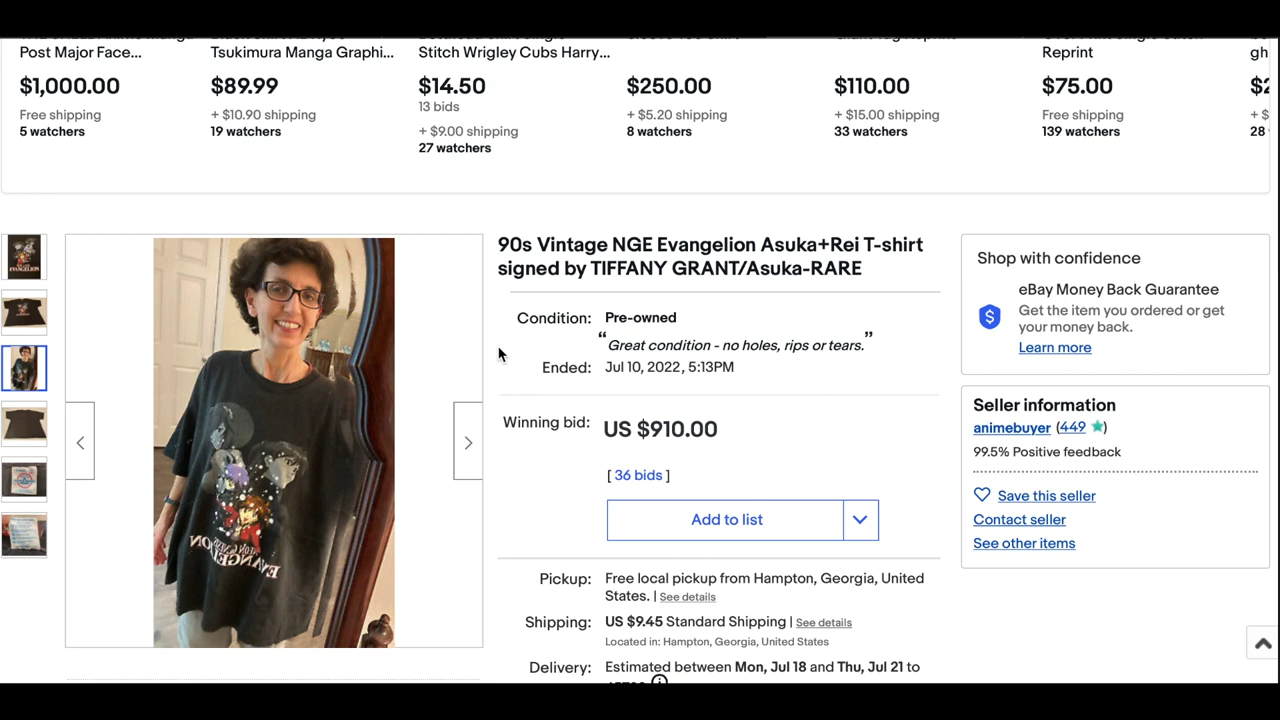 Post Major Face...
Tsukimura Manga Graphi...
Stitch Wrigley Cubs Harry...
Reprint
gh
$1,000.00
$89.99
$14.50
$250.00
$110.00
$75.00
13 bids
Free shipping
+ $10.90 shipping
+ $9.00 shipping
+ $5.20 shipping
+ $15.00 shipping
Free shipping
+ $
5 watchers
19 watchers
27 watchers
8 watchers
33 watchers
139 watchers
28
90s Vintage NGE Evangelion Asuka+Rei T-shirt
signed by TIFFANY GRANT/Asuka-RARE
Condition: Pre-owned
“Great condition - no holes, rips or tears.”
Ended: Jul 10, 2022, 5:13PM
Winning bid: US $910.00
[ 36 bids ]
Add to list
Pickup: Free local pickup from Hampton, Georgia, United
States. | See details
Shipping: US $9.45 Standard Shipping | See details
Located in: Hampton, Georgia, United States
Delivery: Estimated between Mon, Jul 18 and Thu, Jul 21 to
Shop with confidence
eBay Money Back Guarantee
Get the item you ordered or get
your money back.
Learn more
Seller information
animebuyer (449 ★)
99.5% Positive feedback
Save this seller
Contact seller
See other items
EVANGELION